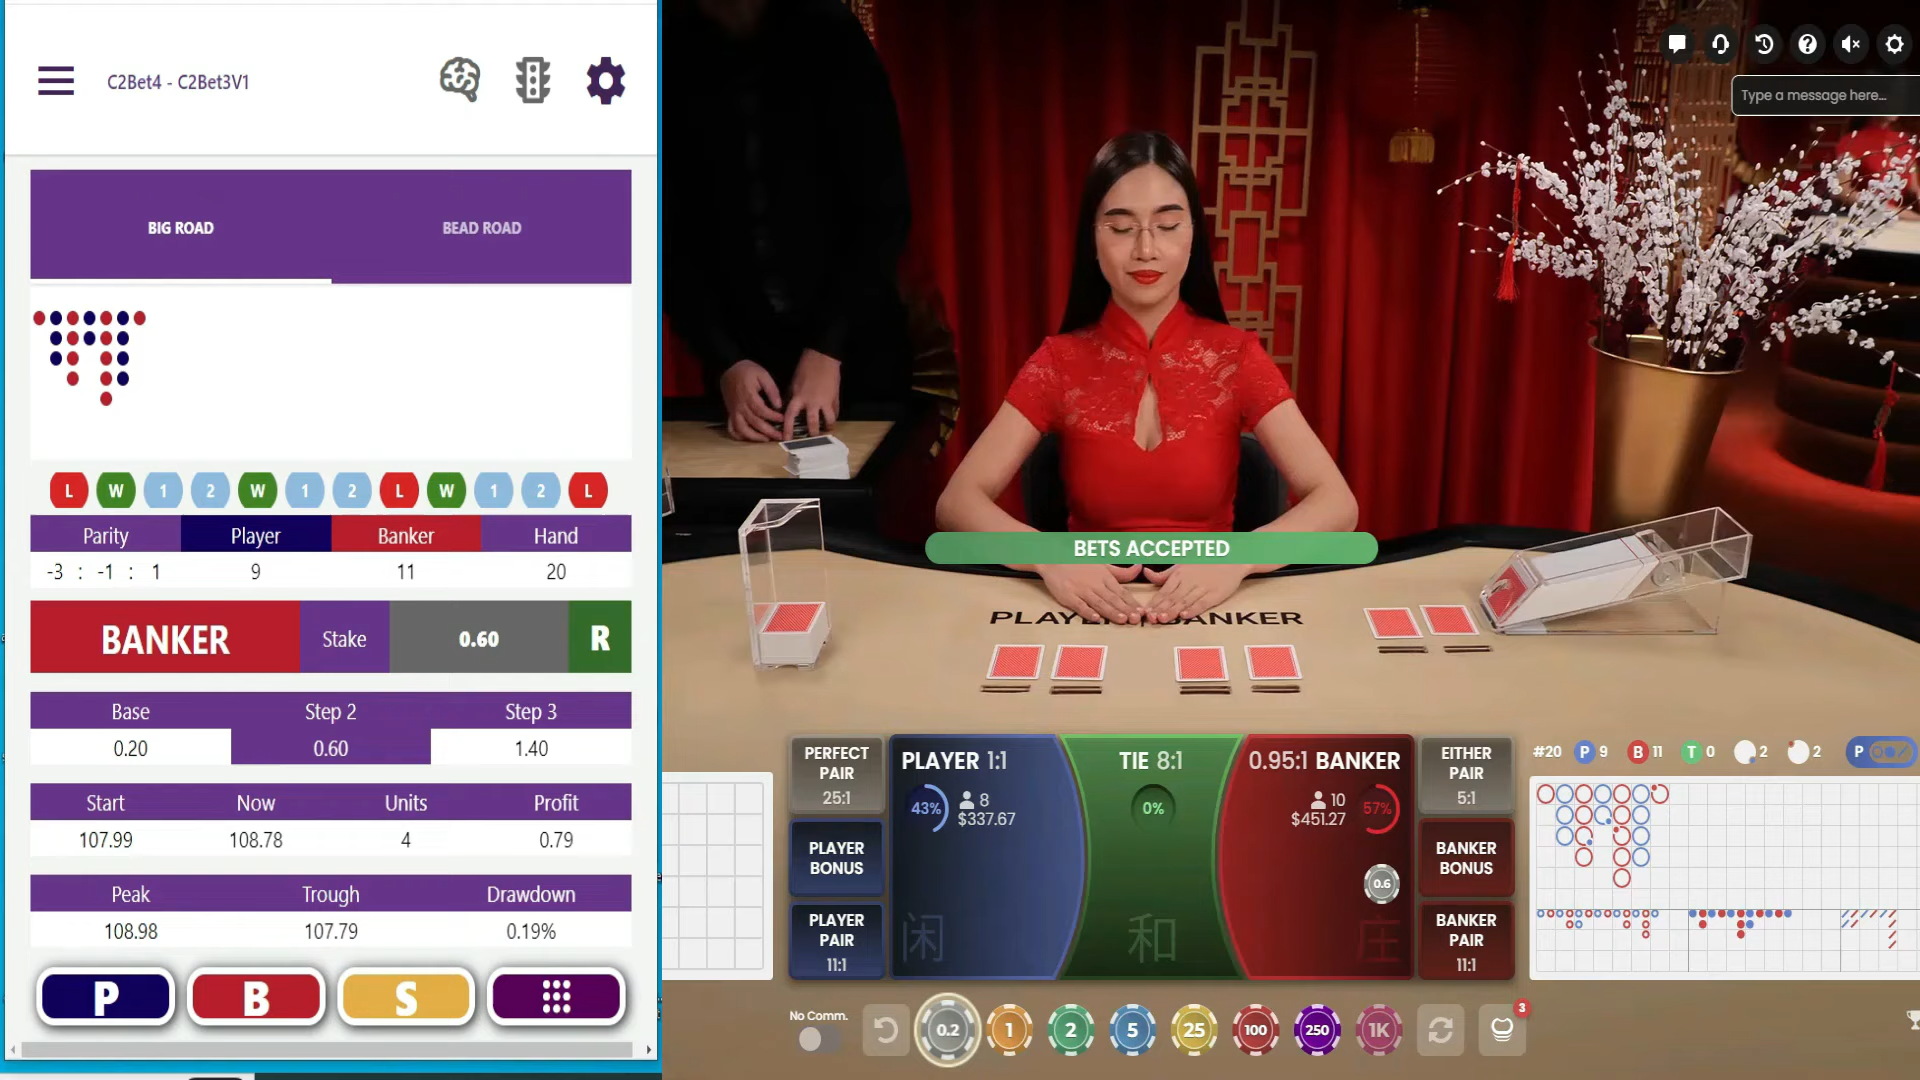 C2Bet4 - C2Bet3V1
BIG ROAD BEAD ROAD
L W 1 2 W 1 2 L W 1 2 L
Parity Player Banker Hand
-3 : -1 : 1 9 11 20
BANKER Stake 0.60 R
Base Step 2 Step 3
0.20 0.60 1.40
Start Now Units Profit
107.99 108.78 4 0.79
Peak Trough Drawdown
108.98 107.79 0.19%
P B S
Type a message here...
BETS ACCEPTED
PLAYER BANKER
PERFECT PAIR 25:1
PLAYER BONUS
PLAYER PAIR 11:1
PLAYER 1:1
43% 8
$337.67
闲
TIE 8:1
0%
和
0.95:1 BANKER
10 57%
$451.27
0.6
庄
EITHER PAIR 5:1
BANKER BONUS
BANKER PAIR 11:1
#20 P 9 B 11 T 0 2 2 P
No Comm.
0.2 1 2 5 25 100 250 1K 3